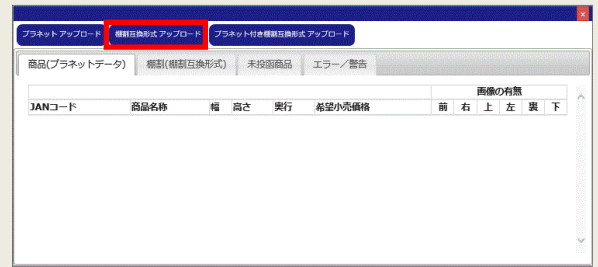 プラネット アップロード 棚割互換形式 アップロード プラネット付き棚割互換形式 アップロード
商品(プラネットデータ) 棚割(棚割互換形式) 未投函商品 エラー／警告
画像の有無
JANコード 商品名称 幅 高さ 奥行 希望小売価格 前 右 上 左 裏 下